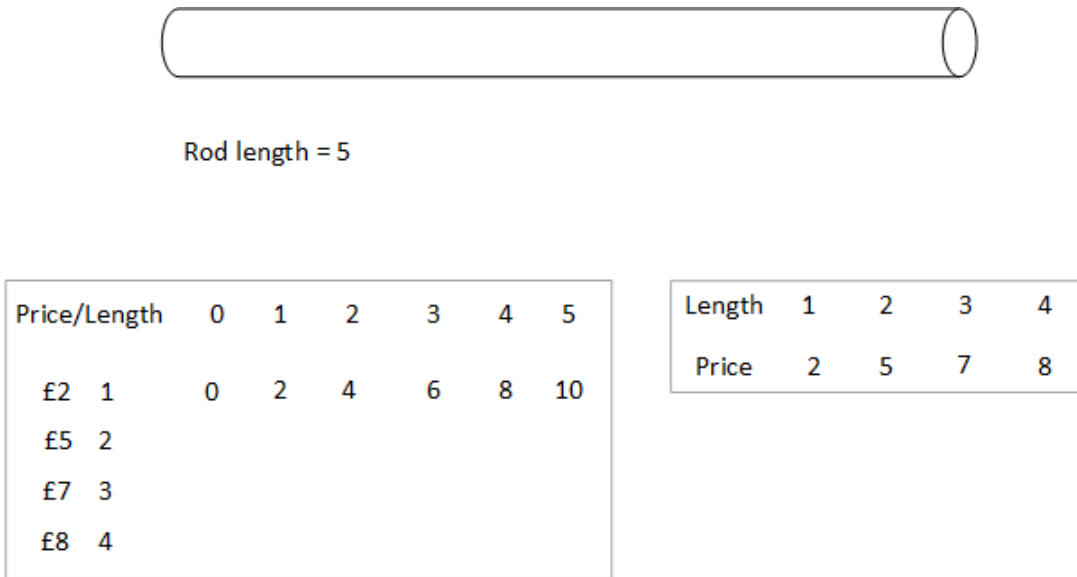 Rod length = 5
Price/Length 0 1 2 3 4 5
£2 1 0 2 4 6 8 10
£5 2
£7 3
£8 4
Length 1 2 3 4
Price 2 5 7 8